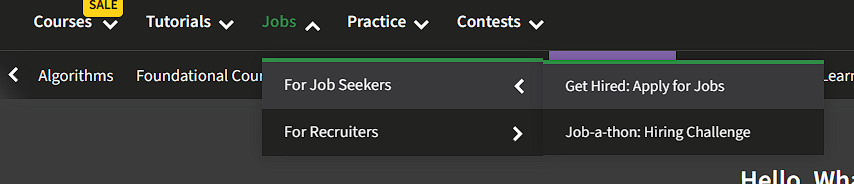 SALE
Courses Tutorials Jobs Practice Contests
Algorithms Foundational
For Job Seekers
Get Hired: Apply for Jobs
For Recruiters
Job-a-thon: Hiring Challenge
Hello,